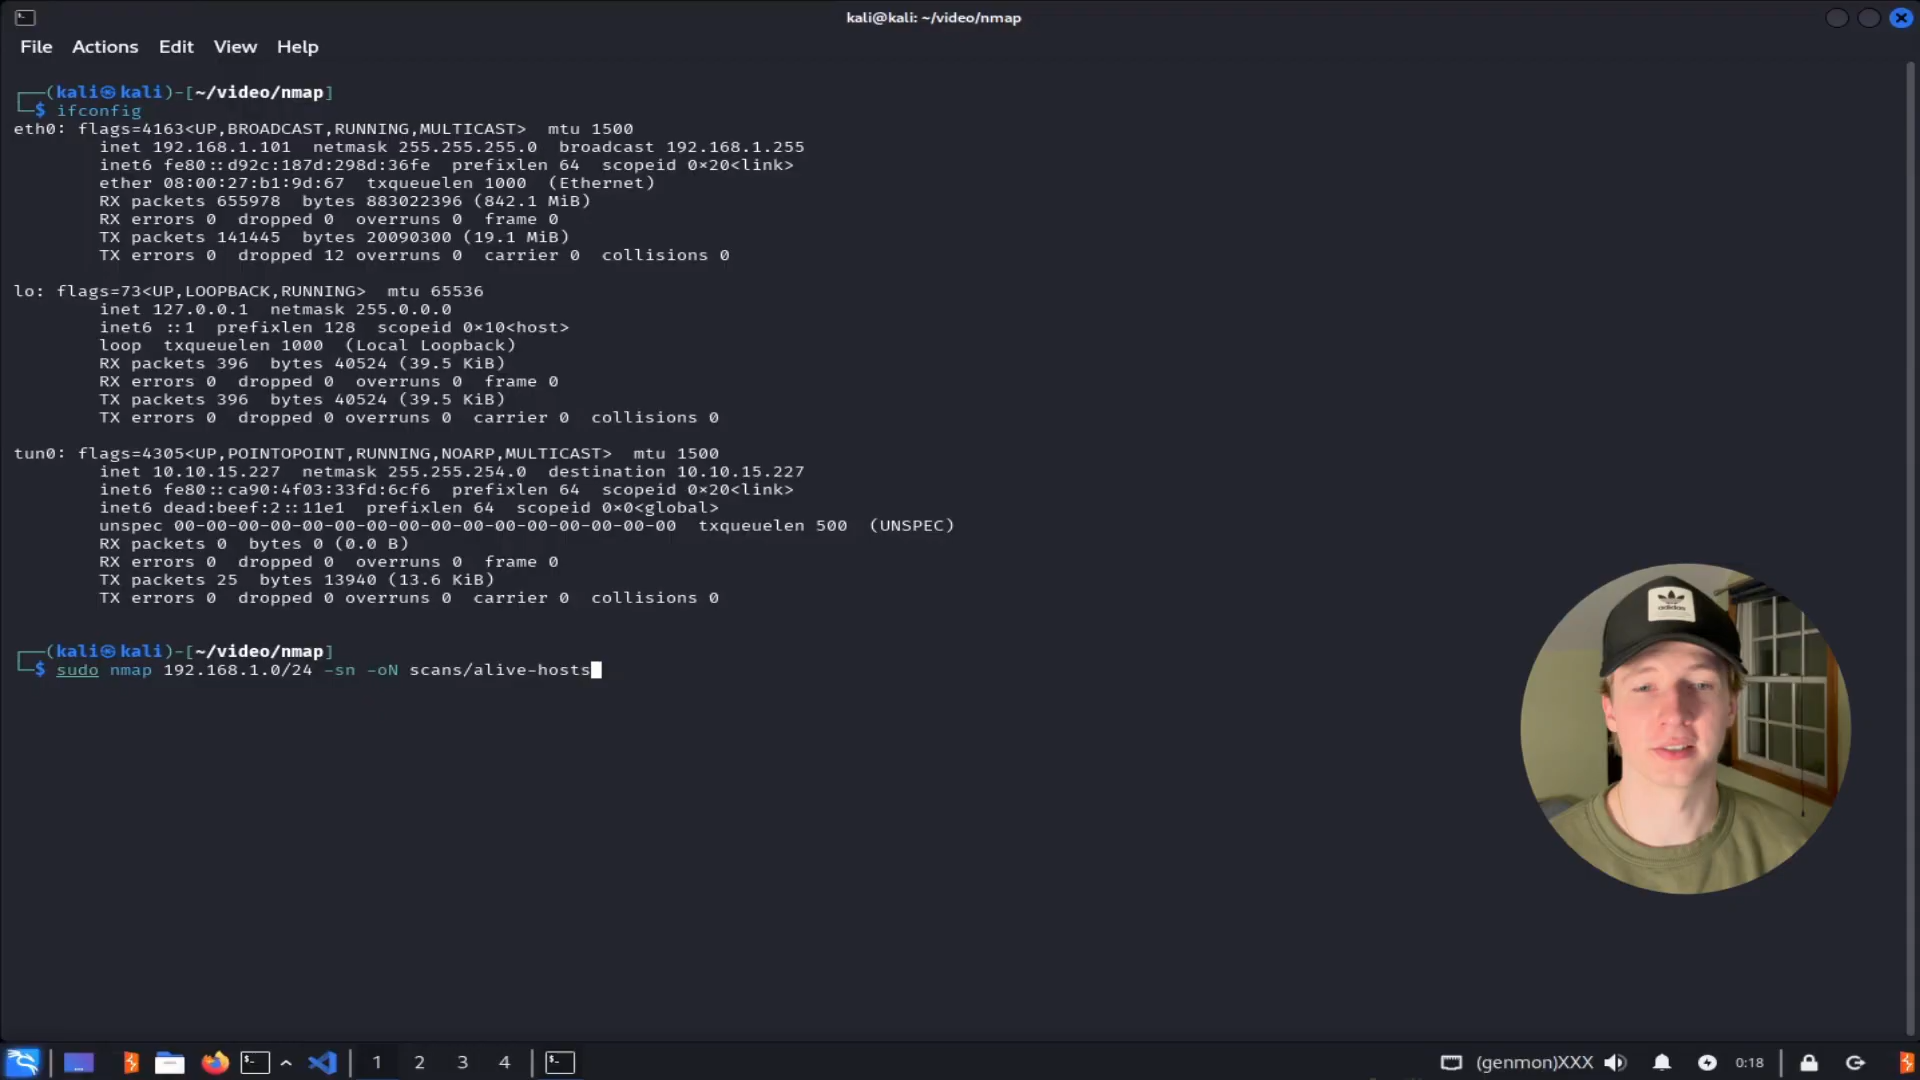 kali@kali: ~/video/nmap
File Actions Edit View Help
┌──(kali㉿kali)-[~/video/nmap]
└─$ ifconfig
eth0: flags=4163<UP,BROADCAST,RUNNING,MULTICAST>  mtu 1500
        inet 192.168.1.101  netmask 255.255.255.0  broadcast 192.168.1.255
        inet6 fe80::d92c:187d:298d:36fe  prefixlen 64  scopeid 0×20<link>
        ether 08:00:27:b1:9d:67  txqueuelen 1000  (Ethernet)
        RX packets 655978  bytes 883022396 (842.1 MiB)
        RX errors 0  dropped 0  overruns 0  frame 0
        TX packets 141445  bytes 20090300 (19.1 MiB)
        TX errors 0  dropped 12 overruns 0  carrier 0  collisions 0
lo: flags=73<UP,LOOPBACK,RUNNING>  mtu 65536
        inet 127.0.0.1  netmask 255.0.0.0
        inet6 ::1  prefixlen 128  scopeid 0×10<host>
        loop  txqueuelen 1000  (Local Loopback)
        RX packets 396  bytes 40524 (39.5 KiB)
        RX errors 0  dropped 0  overruns 0  frame 0
        TX packets 396  bytes 40524 (39.5 KiB)
        TX errors 0  dropped 0 overruns 0  carrier 0  collisions 0
tun0: flags=4305<UP,POINTOPOINT,RUNNING,NOARP,MULTICAST>  mtu 1500
        inet 10.10.15.227  netmask 255.255.254.0  destination 10.10.15.227
        inet6 fe80::ca90:4f03:33fd:6cf6  prefixlen 64  scopeid 0×20<link>
        inet6 dead:beef:2::11e1  prefixlen 64  scopeid 0×0<global>
        unspec 00-00-00-00-00-00-00-00-00-00-00-00-00-00-00-00  txqueuelen 500  (UNSPEC)
        RX packets 0  bytes 0 (0.0 B)
        RX errors 0  dropped 0  overruns 0  frame 0
        TX packets 25  bytes 13940 (13.6 KiB)
        TX errors 0  dropped 0 overruns 0  carrier 0  collisions 0
┌──(kali㉿kali)-[~/video/nmap]
└─$ sudo nmap 192.168.1.0/24 -sn -oN scans/alive-hosts
adidas
1 2 3 4 (genmon)XXX 0:18